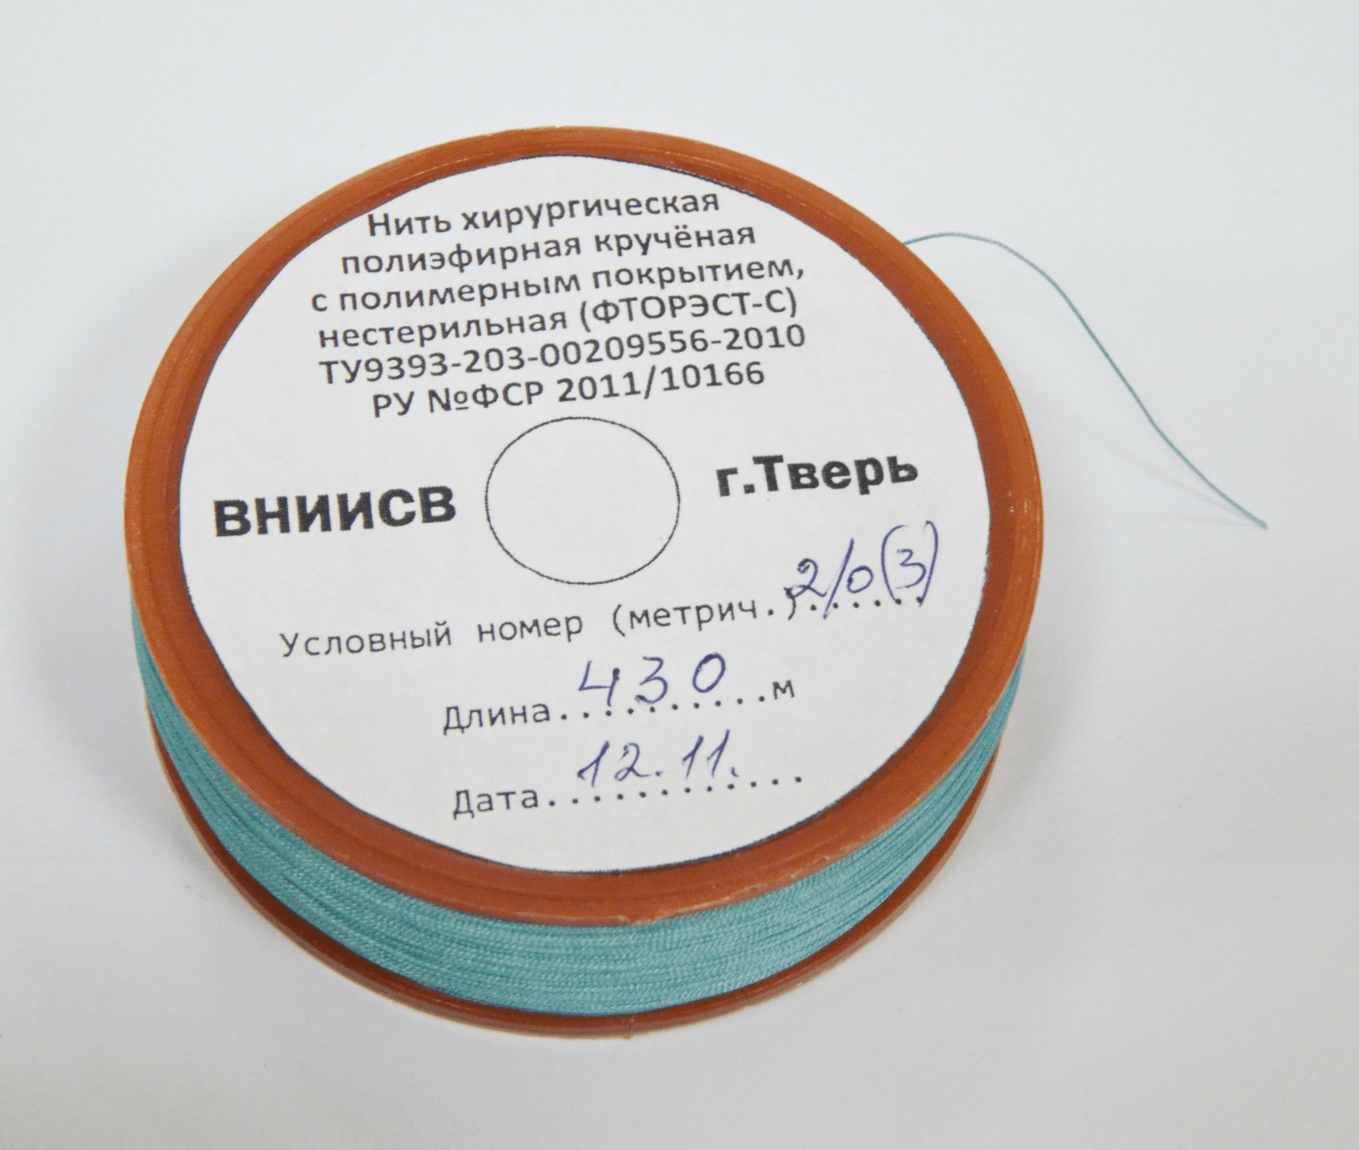 Нить хирургическая
полиэфирная кручёная
с полимерным покрытием,
нестерильная (ФТОРЭСТ-С)
ТУ9393-203-00209556-2010
РУ №ФСР 2011/10166
ВНИИСВ г.Тверь
Условный номер (метрич.)...... 2/0(3)
Длина..........м 430
Дата............ 12.11.